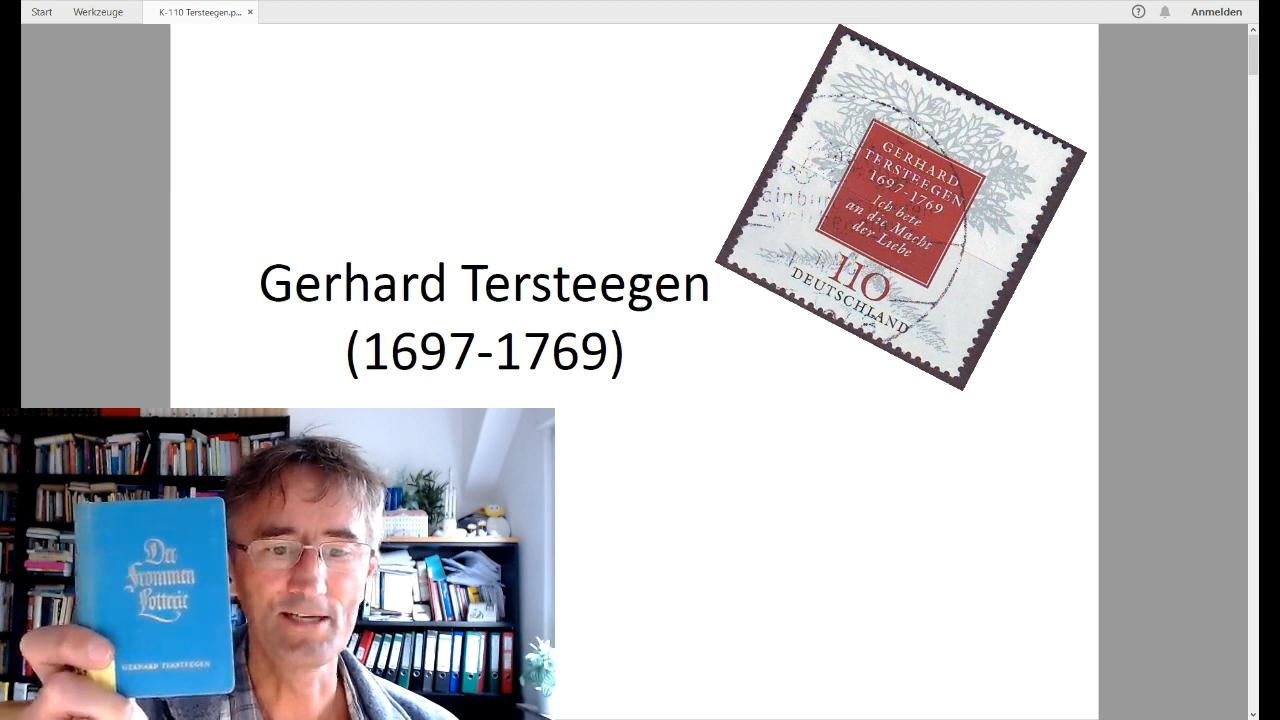 Start
Werkzeuge
K-110 Tersteegen.p...
×
?
Anmelden
GERHARD
TERSTEEGEN
1697-1769
Ich bete
an die Macht
der Liebe
110
DEUTSCHLAND
Gerhard Tersteegen
(1697-1769)
Der
Frommen
Lotterie
GERHARD TERSTEEGEN